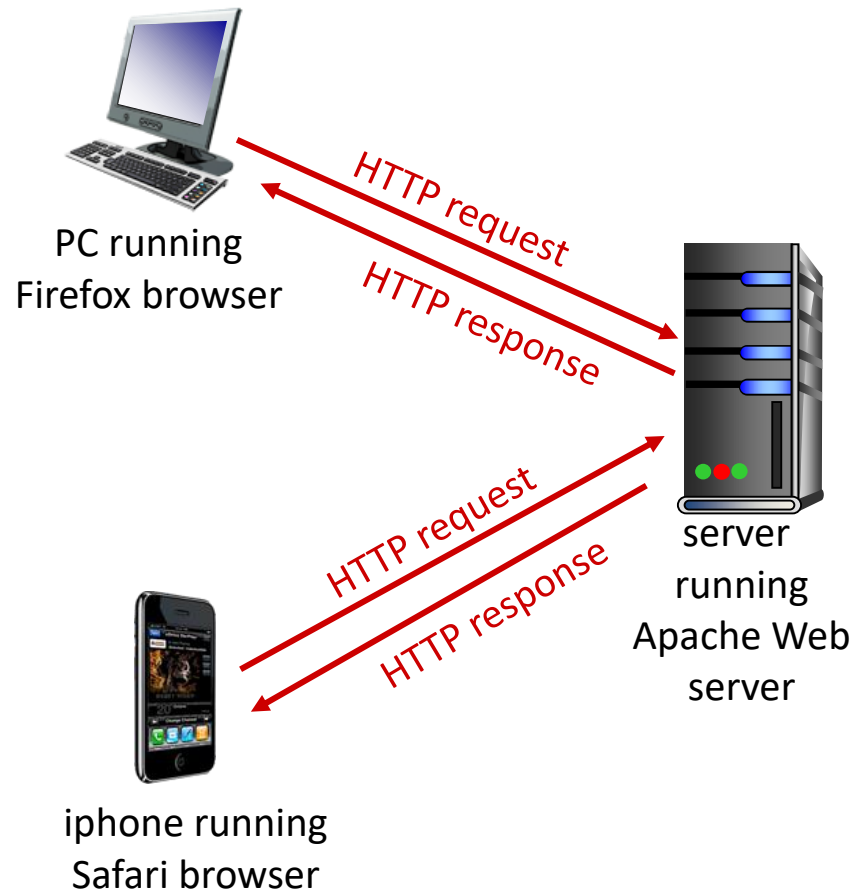 HTTP request
HTTP response
PC running
Firefox browser
HTTP request
HTTP response
server
running
Apache Web
server
iphone running
Safari browser